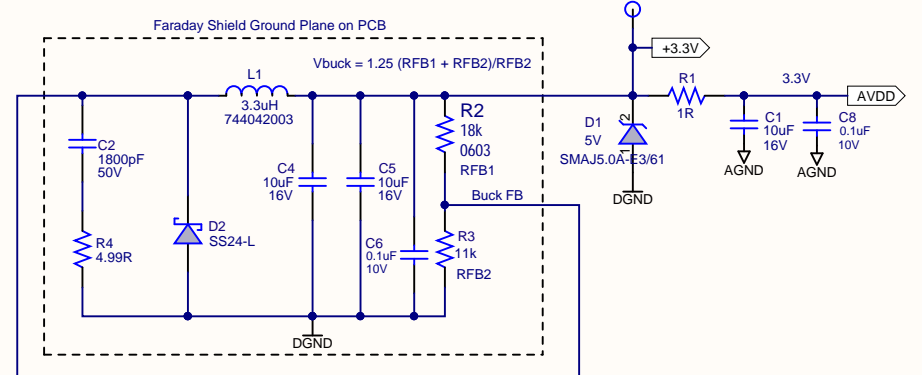 Faraday Shield Ground Plane on PCB
Vbuck = 1.25 (RFB1 + RFB2)/RFB2
+3.3V
L1
3.3uH
744042003
R1
1R
3.3V
AVDD
C2
1800pF
50V
R4
4.99R
D2
SS24-L
C4
10uF
16V
C5
10uF
16V
C6
0.1uF
10V
R2
18k
0603
RFB1
Buck FB
R3
11k
RFB2
DGND
D1
5V
2
1
SMAJ5.0A-E3/61
DGND
C1
10uF
16V
AGND
C8
0.1uF
10V
AGND